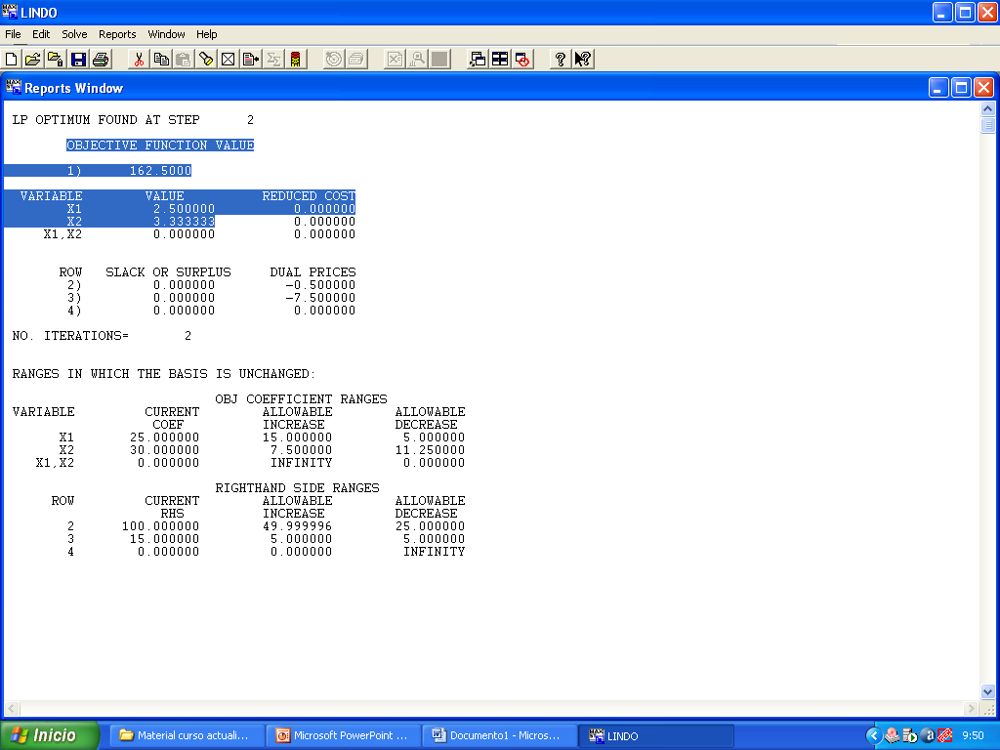 LINDO
File Edit Solve Reports Window Help
Reports Window
LP OPTIMUM FOUND AT STEP 2
OBJECTIVE FUNCTION VALUE
1) 162.5000
VARIABLE VALUE REDUCED COST
X1 2.500000 0.000000
X2 3.333333 0.000000
X1,X2 0.000000 0.000000
ROW SLACK OR SURPLUS DUAL PRICES
2) 0.000000 -0.500000
3) 0.000000 -7.500000
4) 0.000000 0.000000
NO. ITERATIONS= 2
RANGES IN WHICH THE BASIS IS UNCHANGED:
OBJ COEFFICIENT RANGES
VARIABLE CURRENT ALLOWABLE ALLOWABLE
COEF INCREASE DECREASE
X1 25.000000 15.000000 5.000000
X2 30.000000 7.500000 11.250000
X1,X2 0.000000 INFINITY 0.000000
RIGHTHAND SIDE RANGES
ROW CURRENT ALLOWABLE ALLOWABLE
RHS INCREASE DECREASE
2 100.000000 49.999996 25.000000
3 15.000000 5.000000 5.000000
4 0.000000 0.000000 INFINITY
Inicio Material curso actuali... Microsoft PowerPoint ... Documento1 - Micros... LINDO 9:50